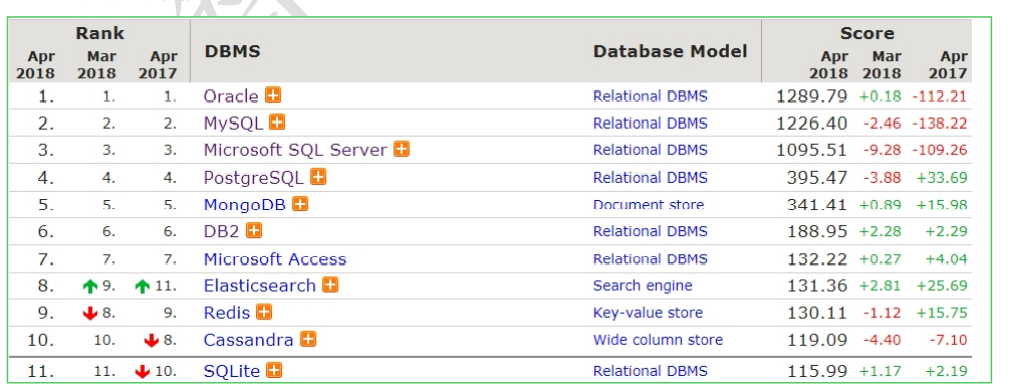 Rank Score
Apr 2018 Mar 2018 Apr 2017 DBMS Database Model Apr 2018 Mar 2018 Apr 2017
1. 1. 1. Oracle Relational DBMS 1289.79 +0.18 -112.21
2. 2. 2. MySQL Relational DBMS 1226.40 -2.46 -138.22
3. 3. 3. Microsoft SQL Server Relational DBMS 1095.51 -9.28 -109.26
4. 4. 4. PostgreSQL Relational DBMS 395.47 -3.88 +33.69
5. 5. 5. MongoDB Document store 341.41 +0.89 +15.98
6. 6. 6. DB2 Relational DBMS 188.95 +2.28 +2.29
7. 7. 7. Microsoft Access Relational DBMS 132.22 +0.27 +4.04
8. 9. 11. Elasticsearch Search engine 131.36 +2.81 +25.69
9. 8. 9. Redis Key-value store 130.11 -1.12 +15.75
10. 10. 8. Cassandra Wide column store 119.09 -4.40 -7.10
11. 11. 10. SQLite Relational DBMS 115.99 +1.17 +2.19